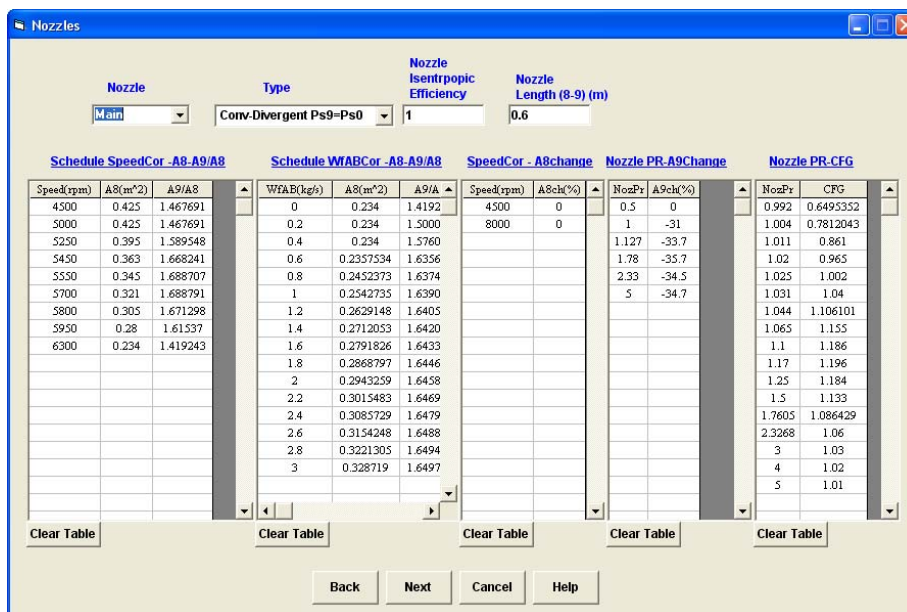 Nozzles
Nozzle
Type
Nozzle
Isentrpopic
Efficiency
Nozzle
Length (8-9) (m)
Main
Conv-Divergent Ps9=Ps0
1
0.6
Schedule SpeedCor -A8-A9/A8
Speed(rpm) A8(m^2) A9/A8
4500 0.425 1.467691
5000 0.425 1.467691
5250 0.395 1.589548
5450 0.363 1.668241
5550 0.345 1.688707
5700 0.321 1.688791
5800 0.305 1.671298
5950 0.28 1.61537
6300 0.234 1.419243
Clear Table
Schedule WfABCor -A8-A9/A8
WfAB(kg/s) A8(m^2) A9/A
0 0.234 1.4192
0.2 0.234 1.5000
0.4 0.234 1.5760
0.6 0.2357534 1.6356
0.8 0.2452373 1.6374
1 0.2542735 1.6390
1.2 0.2629148 1.6405
1.4 0.2712053 1.6420
1.6 0.2791826 1.6433
1.8 0.2868797 1.6446
2 0.2943259 1.6458
2.2 0.3015483 1.6469
2.4 0.3085729 1.6479
2.6 0.3154248 1.6488
2.8 0.3221305 1.6494
3 0.328719 1.6497
Clear Table
SpeedCor - A8change
Speed(rpm) A8ch(%)
4500 0
8000 0
Clear Table
Nozzle PR-A9Change
NozPr A9ch(%)
0.5 0
1 -31
1.127 -33.7
1.78 -35.7
2.33 -34.5
5 -34.7
Clear Table
Nozzle PR-CFG
NozPr CFG
0.992 0.6495352
1.004 0.7812043
1.011 0.861
1.02 0.965
1.025 1.002
1.031 1.04
1.044 1.106101
1.065 1.155
1.1 1.186
1.17 1.196
1.25 1.184
1.5 1.133
1.7605 1.086429
2.3268 1.06
3 1.03
4 1.02
5 1.01
Clear Table
Back
Next
Cancel
Help